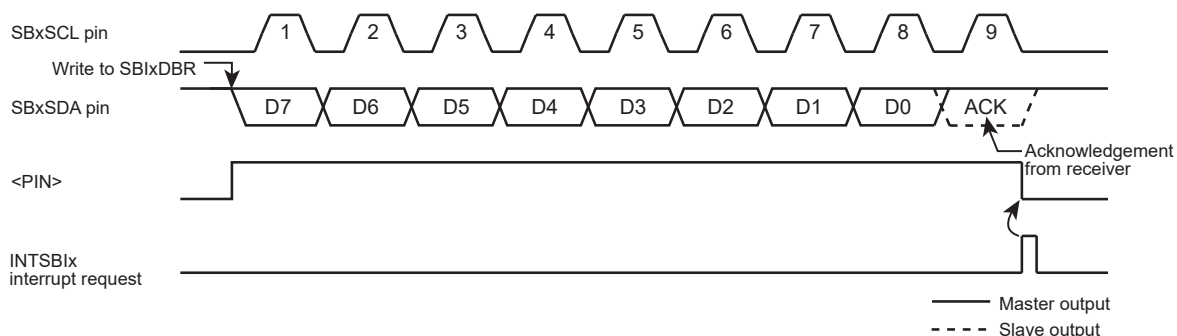 SBxSCL pin
1 2 3 4 5 6 7 8 9
Write to SBIxDBR
SBxSDA pin
D7 D6 D5 D4 D3 D2 D1 D0 ACK
Acknowledgement
from receiver
<PIN>
INTSBIx
interrupt request
Master output
Slave output